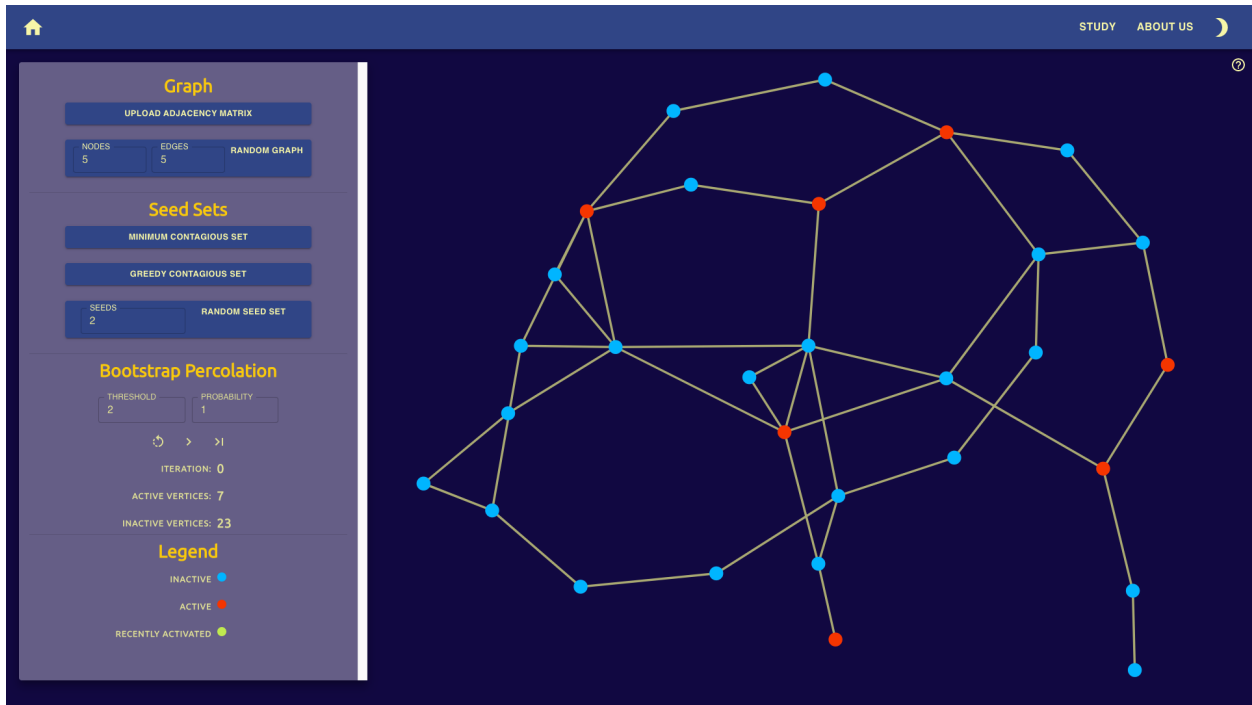 STUDY ABOUT US
Graph
UPLOAD ADJACENCY MATRIX
NODES EDGES
5 5 RANDOM GRAPH
Seed Sets
MINIMUM CONTAGIOUS SET
GREEDY CONTAGIOUS SET
SEEDS
2 RANDOM SEED SET
Bootstrap Percolation
THRESHOLD PROBABILITY
2 1
ITERATION: 0
ACTIVE VERTICES: 7
INACTIVE VERTICES: 23
Legend
INACTIVE
ACTIVE
RECENTLY ACTIVATED